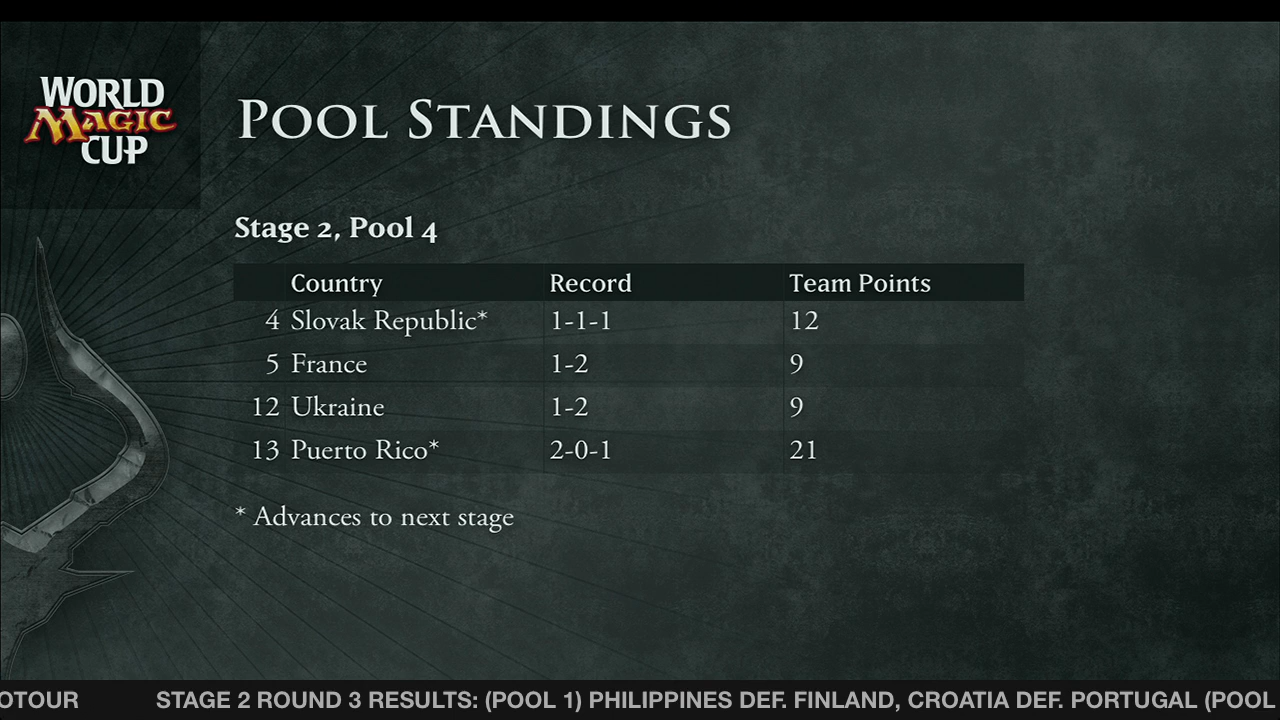 WORLD
MAGIC
CUP
POOL STANDINGS
Stage 2, Pool 4
Country Record Team Points
4 Slovak Republic* 1-1-1 12
5 France 1-2 9
12 Ukraine 1-2 9
13 Puerto Rico* 2-0-1 21
* Advances to next stage
OTOUR STAGE 2 ROUND 3 RESULTS: (POOL 1) PHILIPPINES DEF. FINLAND, CROATIA DEF. PORTUGAL (POOL